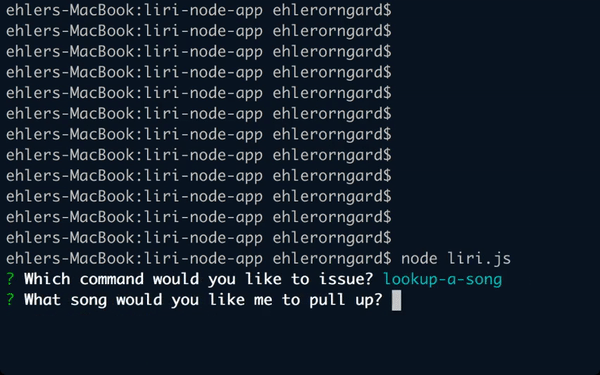 ehlers-MacBook:liri-node-app ehlerorngard$
ehlers-MacBook:liri-node-app ehlerorngard$
ehlers-MacBook:liri-node-app ehlerorngard$
ehlers-MacBook:liri-node-app ehlerorngard$
ehlers-MacBook:liri-node-app ehlerorngard$
ehlers-MacBook:liri-node-app ehlerorngard$
ehlers-MacBook:liri-node-app ehlerorngard$
ehlers-MacBook:liri-node-app ehlerorngard$
ehlers-MacBook:liri-node-app ehlerorngard$
ehlers-MacBook:liri-node-app ehlerorngard$
ehlers-MacBook:liri-node-app ehlerorngard$
ehlers-MacBook:liri-node-app ehlerorngard$
ehlers-MacBook:liri-node-app ehlerorngard$ node liri.js
? Which command would you like to issue? lookup-a-song
? What song would you like me to pull up?